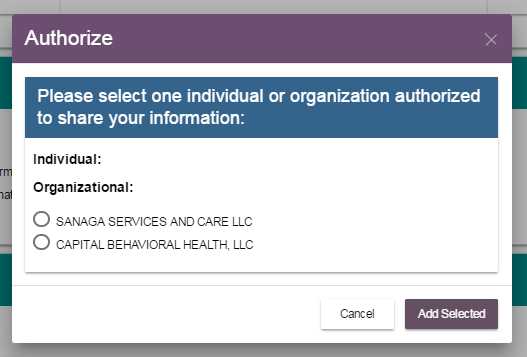 Authorize
Please select one individual or organization authorized
to share your information:
Individual:
Organizational:
SANAGA SERVICES AND CARE LLC
CAPITAL BEHAVIORAL HEALTH, LLC
Cancel
Add Selected